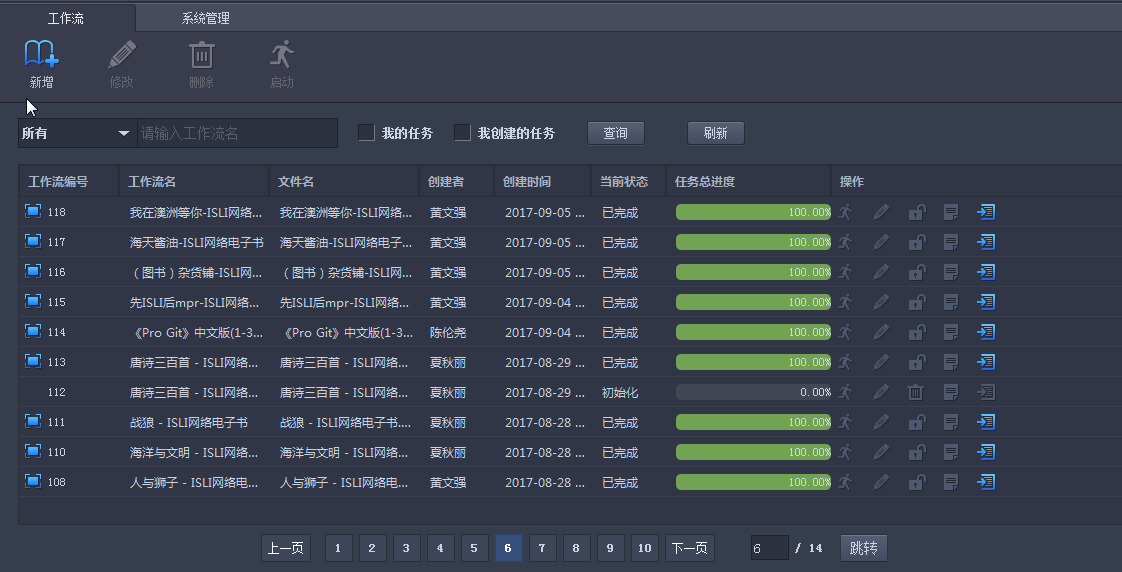 工作流 系统管理
新增 修改 删除 启动
所有 请输入工作流名 我的任务 我创建的任务 查询 刷新
工作流编号 工作流名 文件名 创建者 创建时间 当前状态 任务总进度 操作
118 我在澳洲等你-ISLI网络... 我在澳洲等你-ISLI网络... 黄文强 2017-09-05 ... 已完成 100.00%
117 海天酱油-ISLI网络电子书 海天酱油-ISLI网络电子... 黄文强 2017-09-05 ... 已完成 100.00%
116 （图书）杂货铺-ISLI网... （图书）杂货铺-ISLI网... 黄文强 2017-09-05 ... 已完成 100.00%
115 先ISLI后mpr-ISLI网络... 先ISLI后mpr-ISLI网络... 黄文强 2017-09-04 ... 已完成 100.00%
114 《Pro Git》中文版(1-3... 《Pro Git》中文版(1-3... 陈伦尧 2017-09-04 ... 已完成 100.00%
113 唐诗三百首 - ISLI网络... 唐诗三百首 - ISLI网络... 夏秋丽 2017-08-29 ... 已完成 100.00%
112 唐诗三百首 - ISLI网络... 唐诗三百首 - ISLI网络... 夏秋丽 2017-08-29 ... 初始化 0.00%
111 战狼 - ISLI网络电子书 战狼 - ISLI网络电子书.... 夏秋丽 2017-08-28 ... 已完成 100.00%
110 海洋与文明 - ISLI网络... 海洋与文明 - ISLI网络... 夏秋丽 2017-08-28 ... 已完成 100.00%
108 人与狮子 - ISLI网络电... 人与狮子 - ISLI网络电... 黄文强 2017-08-28 ... 已完成 100.00%
上一页 1 2 3 4 5 6 7 8 9 10 下一页 6 / 14 跳转